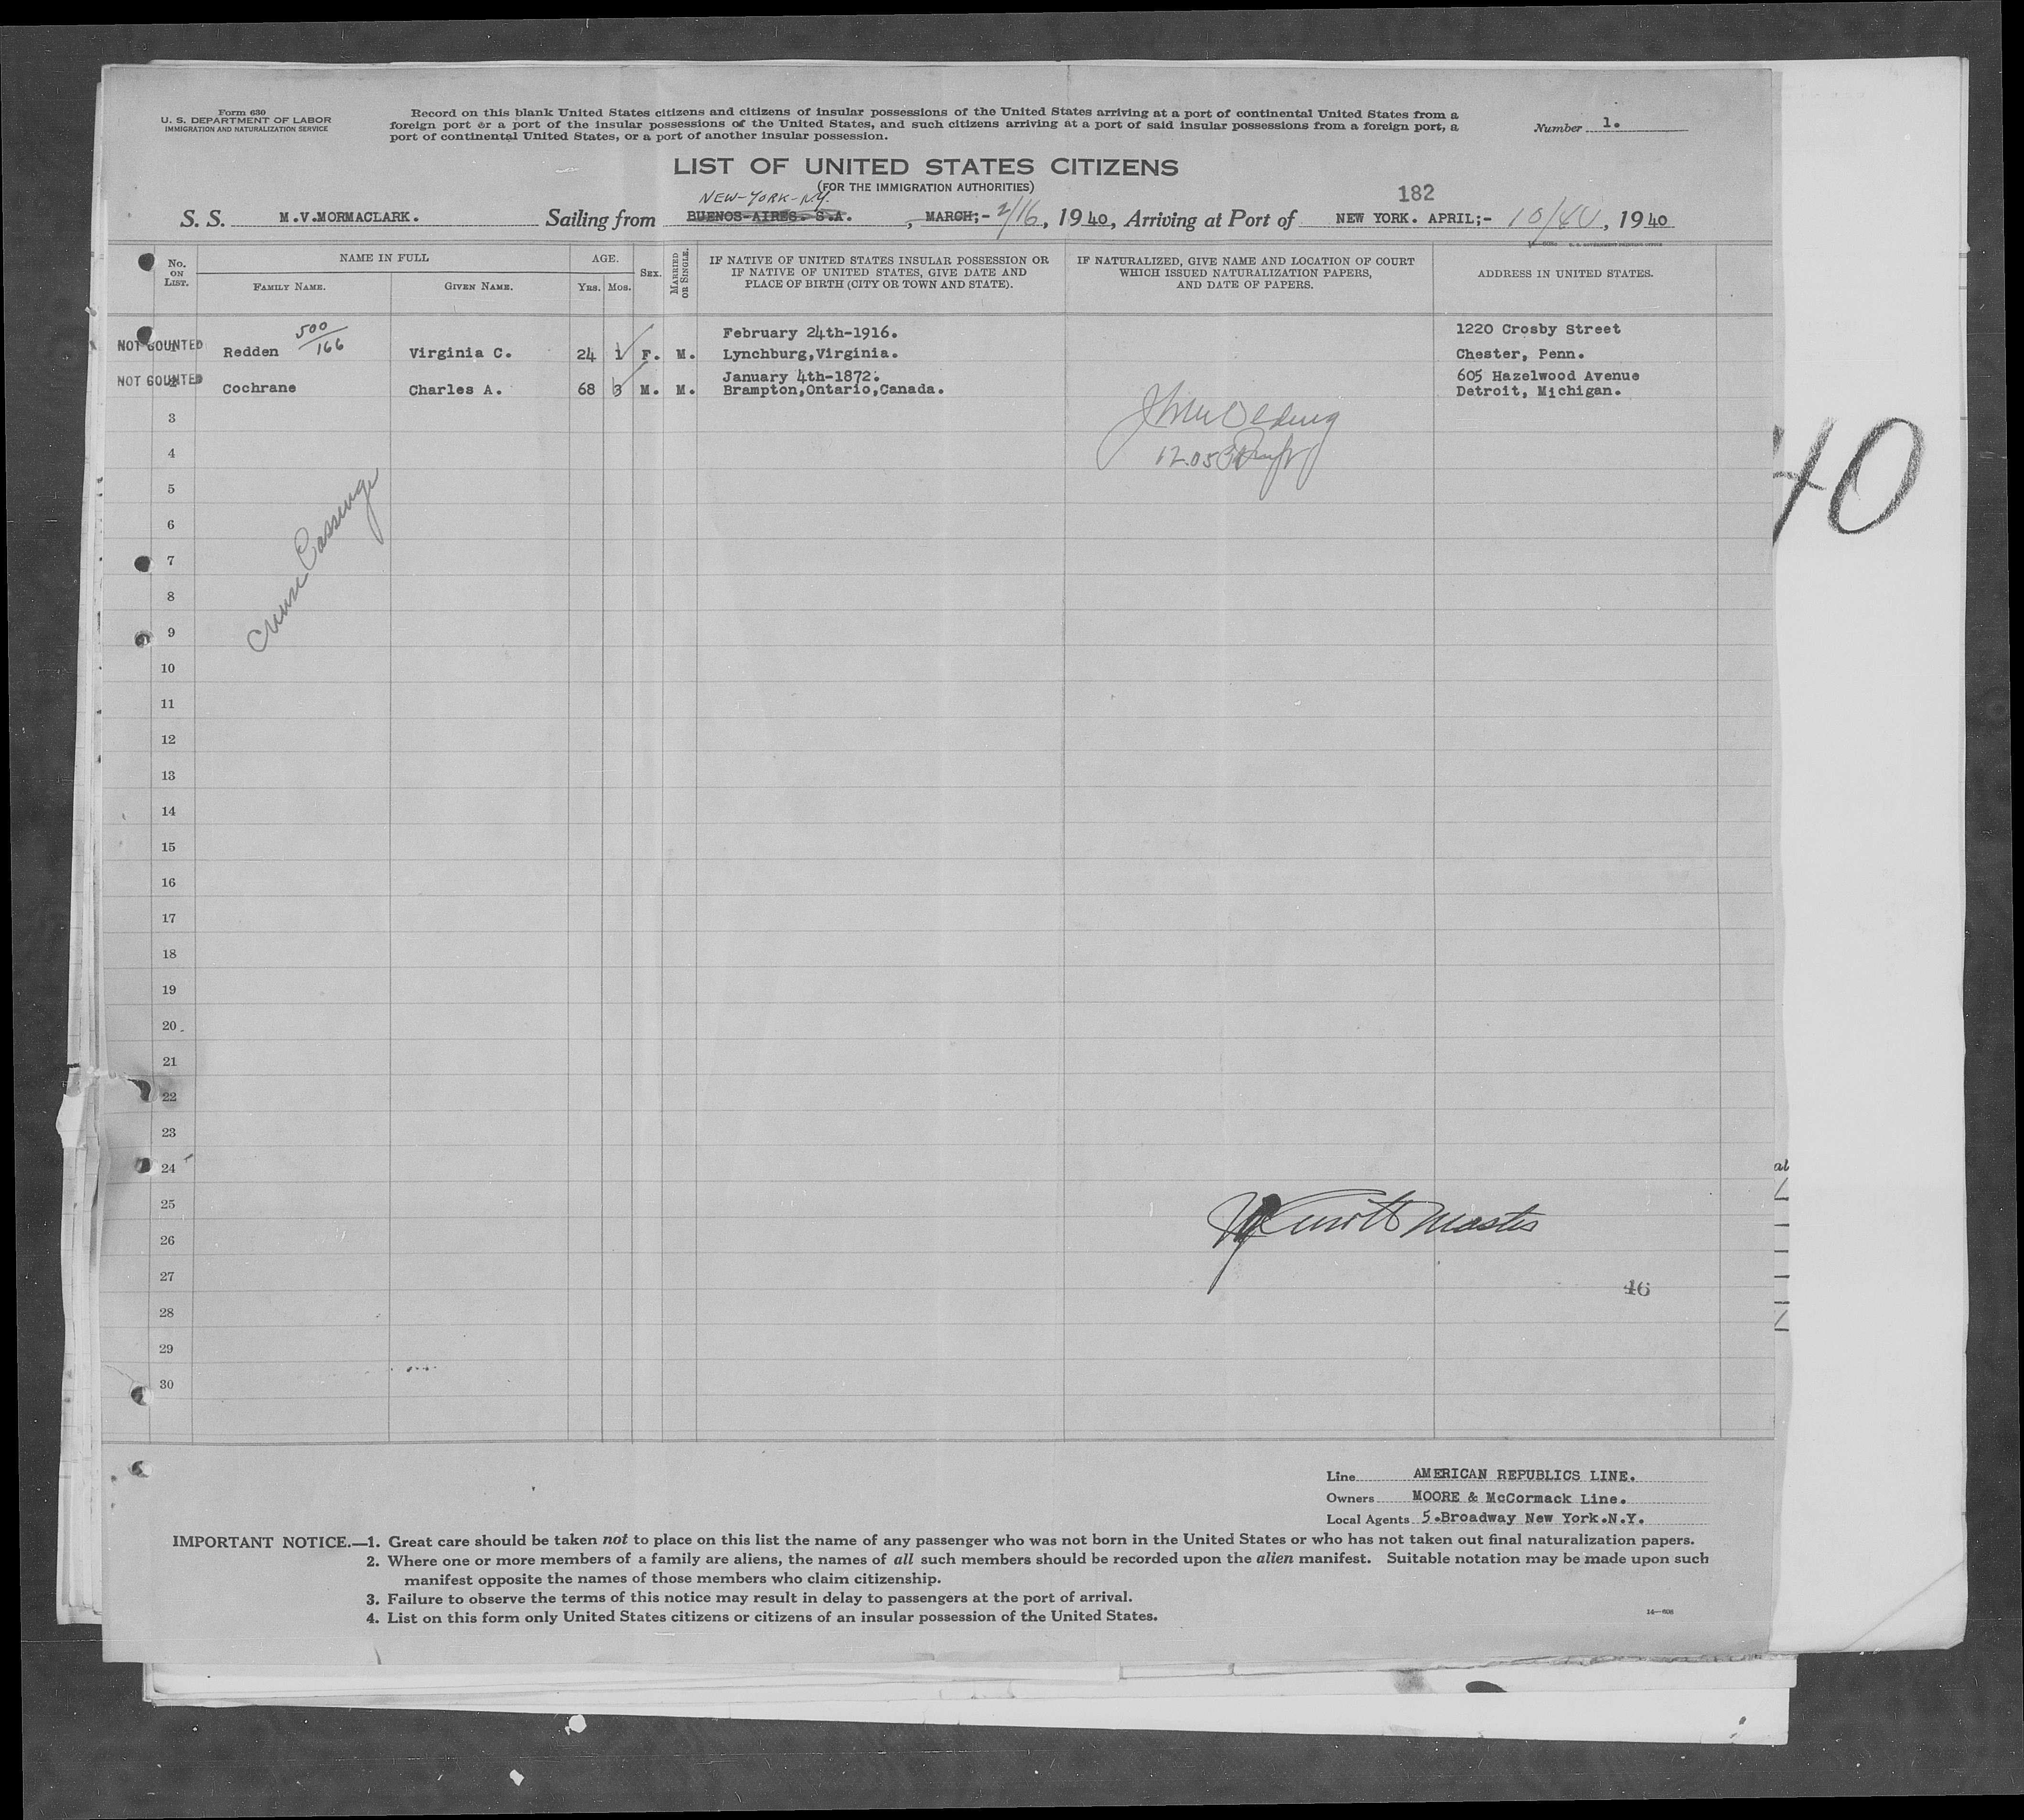 Form 630
U. S. DEPARTMENT OF LABOR
IMMIGRATION AND NATURALIZATION SERVICE
Record on this blank United States citizens and citizens of insular possessions of the United States arriving at a port of continental United States from a
foreign port or a port of the insular possessions of the United States, and such citizens arriving at a port of said insular possessions from a foreign port, a
port of continental United States, or a port of another insular possession.
Number 1.
LIST OF UNITED STATES CITIZENS
(FOR THE IMMIGRATION AUTHORITIES)
NEW-YORK-N.Y.
182
S. S. M.V.MORMACLARK. Sailing from BUENOS-AIRES. S.A., MARCH;- 2/16, 1940, Arriving at Port of NEW YORK. APRIL;- 10/40, 1940
No. ON LIST.
NAME IN FULL
FAMILY NAME.
GIVEN NAME.
AGE.
YRS. MOS.
SEX.
MARRIED OR SINGLE.
IF NATIVE OF UNITED STATES INSULAR POSSESSION OR
IF NATIVE OF UNITED STATES, GIVE DATE AND
PLACE OF BIRTH (CITY OR TOWN AND STATE).
IF NATURALIZED, GIVE NAME AND LOCATION OF COURT
WHICH ISSUED NATURALIZATION PAPERS,
AND DATE OF PAPERS.
ADDRESS IN UNITED STATES.
500/166
February 24th-1916.
1220 Crosby Street
NOT COUNTED 1 Redden Virginia C. 24 1 F. M. Lynchburg,Virginia. Chester, Penn.
January 4th-1872.
605 Hazelwood Avenue
NOT COUNTED 2 Cochrane Charles A. 68 3 M. M. Brampton,Ontario,Canada. Detroit, Michigan.
3
4
5
6
7
8
9
10
11
12
13
14
15
16
17
18
19
20
21
22
23
24
25
26
27
28
29
30
40
Master
46
Line AMERICAN REPUBLICS LINE.
Owners MOORE & McCormack Line.
Local Agents 5.Broadway New York.N.Y.
IMPORTANT NOTICE.—1. Great care should be taken not to place on this list the name of any passenger who was not born in the United States or who has not taken out final naturalization papers.
2. Where one or more members of a family are aliens, the names of all such members should be recorded upon the alien manifest. Suitable notation may be made upon such
manifest opposite the names of those members who claim citizenship.
3. Failure to observe the terms of this notice may result in delay to passengers at the port of arrival.
4. List on this form only United States citizens or citizens of an insular possession of the United States.
14—606